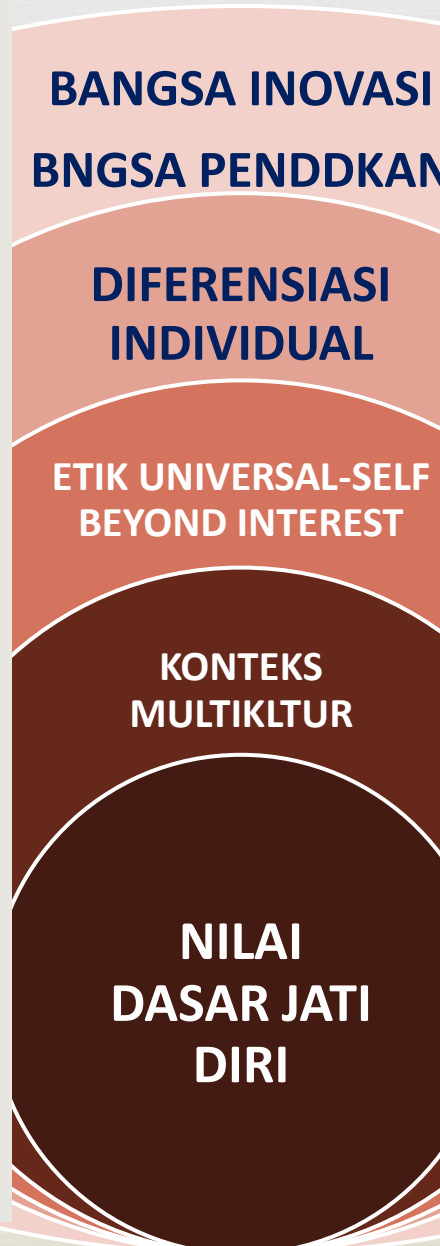 BANGSA INOVASI
BNGSA PENDDKAN
DIFERENSIASI
INDIVIDUAL
ETIK UNIVERSAL-SELF
BEYOND INTEREST
KONTEKS
MULTIKLTUR
NILAI
DASAR JATI
DIRI